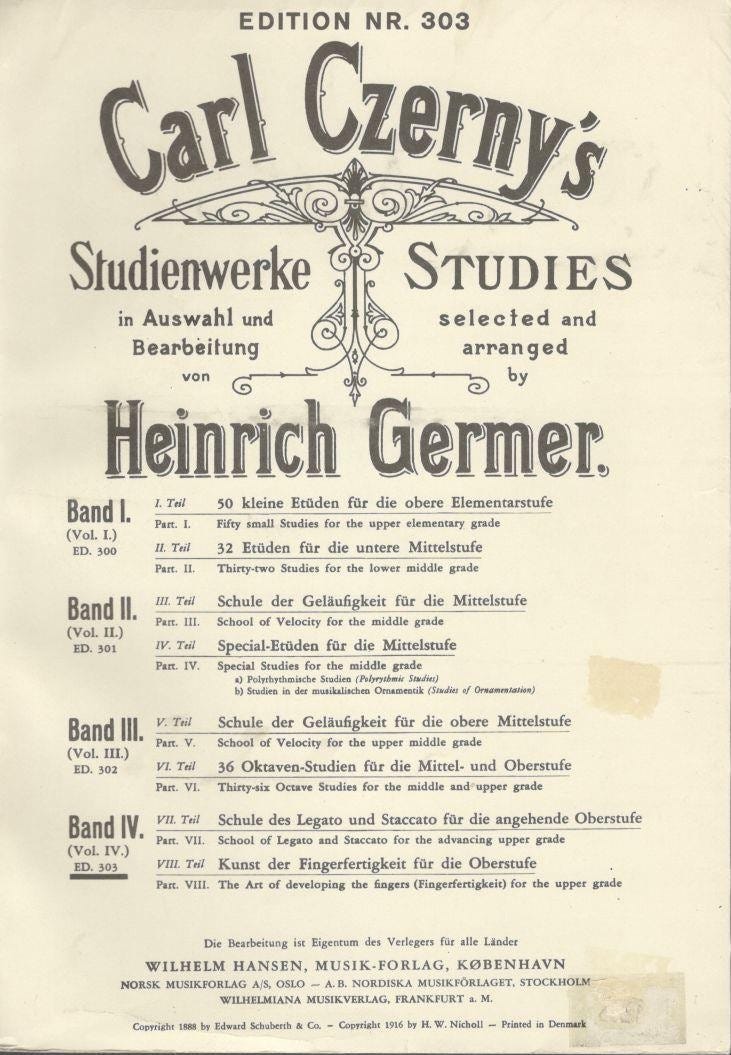 EDITION NR. 303
Carl Czerny's
Studienwerke
in Auswahl und
Bearbeitung
von
STUDIES
selected and
arranged
by
Heinrich Germer.
Band I.
(Vol. I.)
ED. 300
I. Teil 50 kleine Etüden für die obere Elementarstufe
Part. I. Fifty small Studies for the upper elementary grade
II. Teil 32 Etüden für die untere Mittelstufe
Part. II. Thirty-two Studies for the lower middle grade
Band II.
(Vol. II.)
ED. 301
III. Teil Schule der Geläufigkeit für die Mittelstufe
Part. III. School of Velocity for the middle grade
IV. Teil Special-Etüden für die Mittelstufe
Part. IV. Special Studies for the middle grade
a) Polyrhythmische Studien (Polyrythmic Studies)
b) Studien in der musikalischen Ornamentik (Studies of Ornamentation)
Band III.
(Vol. III.)
ED. 302
V. Teil Schule der Geläufigkeit für die obere Mittelstufe
Part. V. School of Velocity for the upper middle grade
VI. Teil 36 Oktaven-Studien für die Mittel- und Oberstufe
Part. VI. Thirty-six Octave Studies for the middle and upper grade
Band IV.
(Vol. IV.)
ED. 303
VII. Teil Schule des Legato und Staccato für die angehende Oberstufe
Part. VII. School of Legato and Staccato for the advancing upper grade
VIII. Teil Kunst der Fingerfertigkeit für die Oberstufe
Part. VIII. The Art of developing the fingers (Fingerfertigkeit) for the upper grade
Die Bearbeitung ist Eigentum des Verlegers für alle Länder
WILHELM HANSEN, MUSIK-FORLAG, KØBENHAVN
NORSK MUSIKFORLAG A/S, OSLO — A. B. NORDISKA MUSIKFÖRLAGET, STOCKHOLM
WILHELMIANA MUSIKVERLAG, FRANKFURT a. M.
Copyright 1888 by Edward Schuberth & Co. – Copyright 1916 by H. W. Nicholl — Printed in Denmark